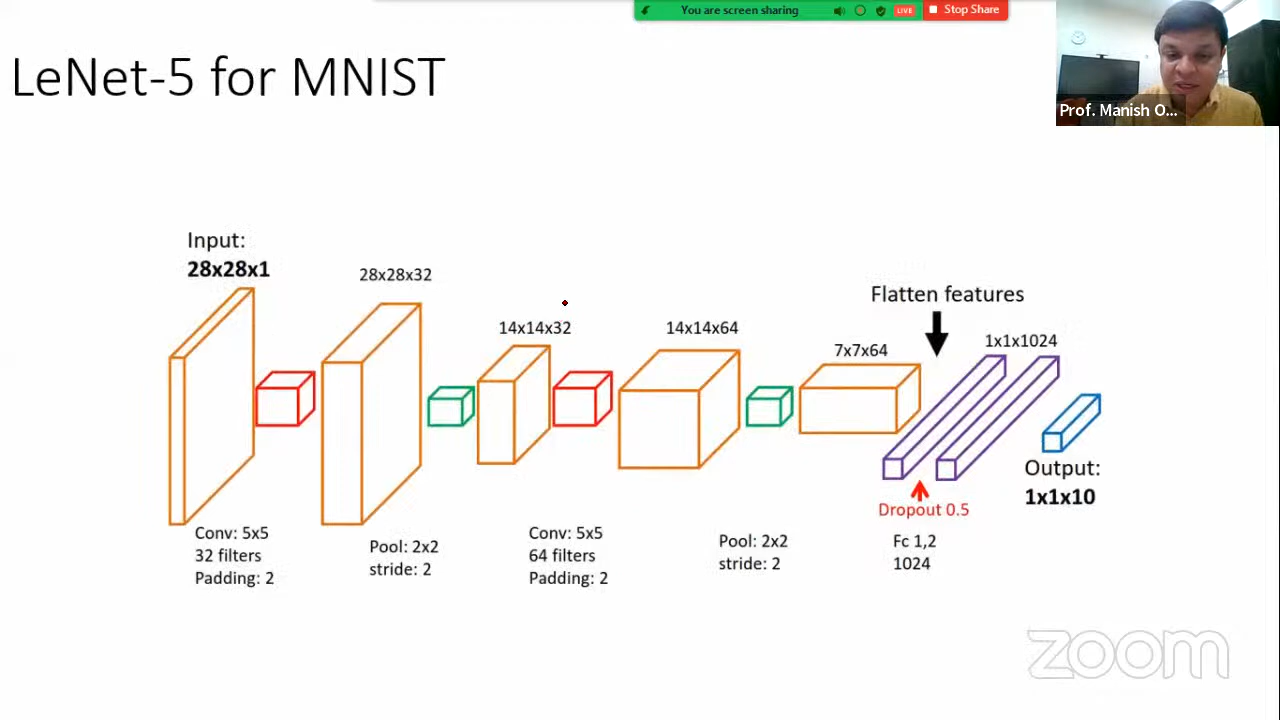 You are screen sharing
LIVE
Stop Share
Prof. Manish O...
LeNet-5 for MNIST
Input:
28x28x1
28x28x32
14x14x32
14x14x64
7x7x64
Flatten features
1x1x1024
Conv: 5x5
32 filters
Padding: 2
Pool: 2x2
stride: 2
Conv: 5x5
64 filters
Padding: 2
Pool: 2x2
stride: 2
Dropout 0.5
Fc 1,2
1024
Output:
1x1x10
zoom